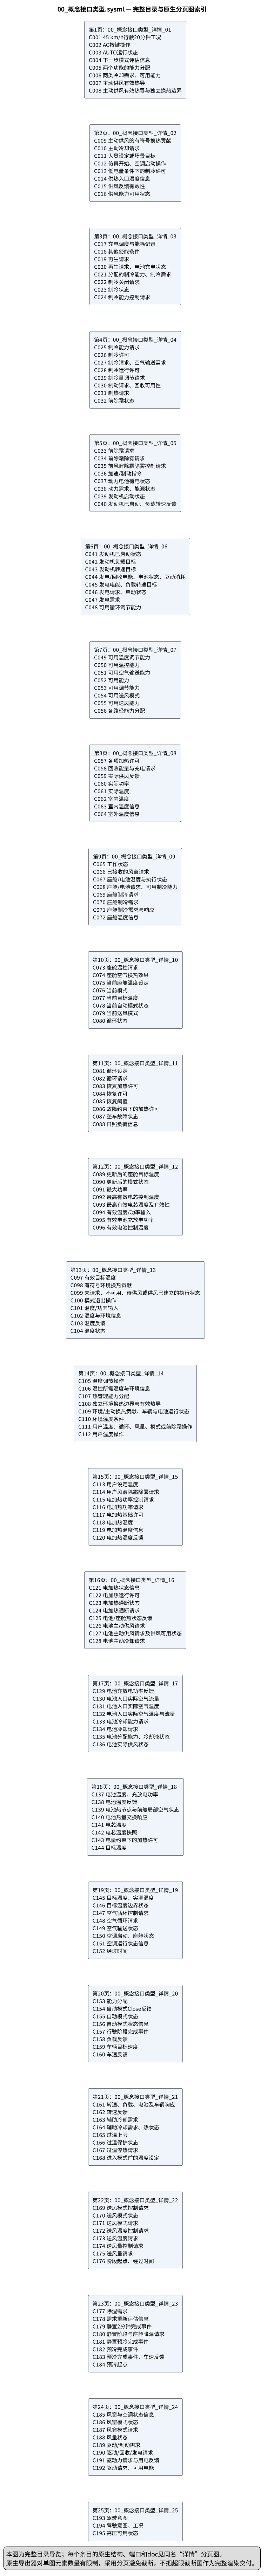 00_概念接口类型.sysml — 完整目录与原生分页图索引
第1页：00_概念接口类型_详情_01
C001 45 km/h行驶20分钟工况
C002 AC按键操作
C003 AUTO运行状态
C004 下一步模式评估信息
C005 两个功能的能力分配
C006 两类冷却需求、可用能力
C007 主动供风有效热导
C008 主动供风有效热导与独立换热边界
第2页：00_概念接口类型_详情_02
C009 主动供风的有符号换热贡献
C010 主动冷却请求
C011 人员设定或场景目标
C012 仿真开始、空调启动操作
C013 给电量条件下的制冷许可
C014 供热入口温度信息
C015 供风反馈有效性
C016 供风能力可用状态
第3页：00_概念接口类型_详情_03
C017 充电调度与能耗记录
C018 其他使能条件
C019 再生请求
C020 再生请求、电池充电状态
C021 分配的制冷能力、制冷需求
C022 制冷关闭请求
C023 制冷状态
C024 制冷能力控制请求
第4页：00_概念接口类型_详情_04
C025 制冷能力请求
C026 制冷许可
C027 制冷请求、空气输送需求
C028 制冷运行许可
C029 制冷量调节请求
C030 制动请求、回收可用性
C031 制热请求
C032 前除霜状态
第5页：00_概念接口类型_详情_05
C033 前除霜请求
C034 前除霜除雾请求
C035 前风窗除霜除雾控制请求
C036 加速/制动指令
C037 动力电池荷电状态
C038 动力需求、能源状态
C039 发动机启动状态
C040 发动机已启动、负载转速反馈
第6页：00_概念接口类型_详情_06
C041 发动机已启动状态
C042 发动机负载目标
C043 发动机转速目标
C044 发电/回收电能、电池状态、驱动消耗
C045 发电电能、负载转速目标
C046 发电请求、启动状态
C047 发电需求
C048 可用循环调节能力
第7页：00_概念接口类型_详情_07
C049 可用温度调节能力
C050 可用温控能力
C051 可用空气输送能力
C052 可用能力
C053 可用调节能力
C054 可用送风模式
C055 可用送风能力
C056 各路径能力分配
第8页：00_概念接口类型_详情_08
C057 各项加热许可
C058 回收能量与充电请求
C059 实际供风反馈
C060 实际功率
C061 实际温度
C062 室内温度
C063 室内温度信息
C064 室外温度信息
第9页：00_概念接口类型_详情_09
C065 工作状态
C066 已接收的风窗请求
C067 座舱/电池温度与执行状态
C068 座舱/电池请求、可用制冷能力
C069 座舱制冷请求
C070 座舱制冷需求
C071 座舱制冷需求与响应
C072 座舱温度信息
第10页：00_概念接口类型_详情_10
C073 座舱温控请求
C074 座舱空气换热效果
C075 当前座舱温度设定
C076 当前模式
C077 当前目标温度
C078 当前自动模式状态
C079 当前送风模式
C080 循环状态
第11页：00_概念接口类型_详情_11
C081 循环设定
C082 循环请求
C083 恢复加热许可
C084 恢复许可
C085 恢复阈值
C086 故障约束下的加热许可
C087 整车故障状态
C088 日照负荷信息
第12页：00_概念接口类型_详情_12
C089 更新后的座舱目标温度
C090 更新后的模式状态
C091 最大功率
C092 最高有效电芯控制温度
C093 最高有效电芯温度及有效性
C094 有效温度/功率输入
C095 有效电池充放电功率
C096 有效电池控制温度
第13页：00_概念接口类型_详情_13
C097 有效目标温度
C098 有符号环境换热贡献
C099 未请求、不可用、待供风或供风已建立的执行状态
C100 模式退出操作
C101 温度/功率输入
C102 温度与环境信息
C103 温度反馈
C104 温度状态
第14页：00_概念接口类型_详情_14
C105 温度调节操作
C106 温控所需温度与环境信息
C107 热管理能力分配
C108 独立环境换热边界与有效热导
C109 环境/主动换热贡献、车辆与电池运行状态
C110 环境温度条件
C111 用户温度、循环、风量、模式或前除霜操作
C112 用户温度操作
第15页：00_概念接口类型_详情_15
C113 用户设定温度
C114 用户风窗除霜除雾请求
C115 电加热功率控制请求
C116 电加热功率请求
C117 电加热基础许可
C118 电加热温度
C119 电加热温度信息
C120 电加热温度反馈
第16页：00_概念接口类型_详情_16
C121 电加热状态信息
C122 电加热运行许可
C123 电加热通断状态
C124 电加热通断请求
C125 电池/座舱热状态反馈
C126 电池主动供风请求
C127 电池主动供风请求及供风可用状态
C128 电池主动冷却请求
第17页：00_概念接口类型_详情_17
C129 电池充放电功率反馈
C130 电池入口实际空气流量
C131 电池入口实际空气温度
C132 电池入口实际空气温度与流量
C133 电池冷却能力请求
C134 电池冷却请求
C135 电池分配能力、冷却液状态
C136 电池实际供风状态
第18页：00_概念接口类型_详情_18
C137 电池温度、充放电功率
C138 电池温度反馈
C139 电池热节点与前舱局部空气状态
C140 电池热量交换响应
C141 电芯温度
C142 电芯温度快照
C143 电量约束下的加热许可
C144 目标温度
第19页：00_概念接口类型_详情_19
C145 目标温度、实测温度
C146 目标温度边界状态
C147 空气循环控制请求
C148 空气循环请求
C149 空气输送状态
C150 空调启动、座舱状态
C151 空调运行状态信息
C152 经过时间
第20页：00_概念接口类型_详情_20
C153 能力分配
C154 自动模式Close反馈
C155 自动模式状态
C156 自动模式状态信息
C157 行驶阶段完成事件
C158 负载反馈
C159 车辆目标速度
C160 车速反馈
第21页：00_概念接口类型_详情_21
C161 转速、负载、电池及车辆响应
C162 转速反馈
C163 辅助冷却需求
C164 辅助冷却需求、热状态
C165 过温上限
C166 过温保护状态
C167 过温停热请求
C168 进入模式前的温度设定
第22页：00_概念接口类型_详情_22
C169 送风模式控制请求
C170 送风模式状态
C171 送风模式请求
C172 送风温度控制请求
C173 送风温度请求
C174 送风量控制请求
C175 送风量请求
C176 阶段起点、经过时间
第23页：00_概念接口类型_详情_23
C177 除湿需求
C178 需求重新评估信息
C179 静置2分钟完成事件
C180 静置阶段与座舱降温请求
C181 静置预冷完成事件
C182 预冷完成事件
C183 预冷完成事件、车速反馈
C184 预冷起点
第24页：00_概念接口类型_详情_24
C185 风窗与空调状态信息
C186 风窗模式状态
C187 风窗模式请求
C188 风量状态
C189 驱动/制动需求
C190 驱动/回收/发电请求
C191 驱动力请求与用电反馈
C192 驱动请求、可用电能
第25页：00_概念接口类型_详情_25
C193 驾驶意图
C194 驾驶意图、工况
C195 高压可用状态
本图为完整目录导览；每个条目的原生结构、端口和doc见同名“详情”分页图。
原生导出器对单图元素数量有限制，采用分页避免截断，不把超限截断图作为完整渲染交付。